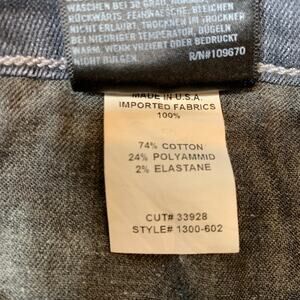 WASCHEN BEI 30 GRAD,
RÜCKWÄRTS. FEINWÄSCHE. BLEICHEN
NICHT ERLAUBT. TROCKNEN IM TROCKNER
BEI NIEDRIGER TEMPERATUR. BÜGELN
WARM, WENN VERZIERT ODER BEDRUCKT
NICHT BÜGELN.
R/N#109670
MADE IN U.S.A.
IMPORTED FABRICS
100%
74% COTTON
24% POLYAMMID
2% ELASTANE
CUT# 33928
STYLE# 1300-602